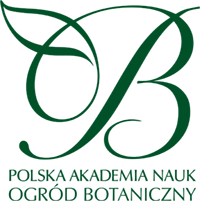 B
POLSKA AKADEMIA NAUK
OGRÓD BOTANICZNY